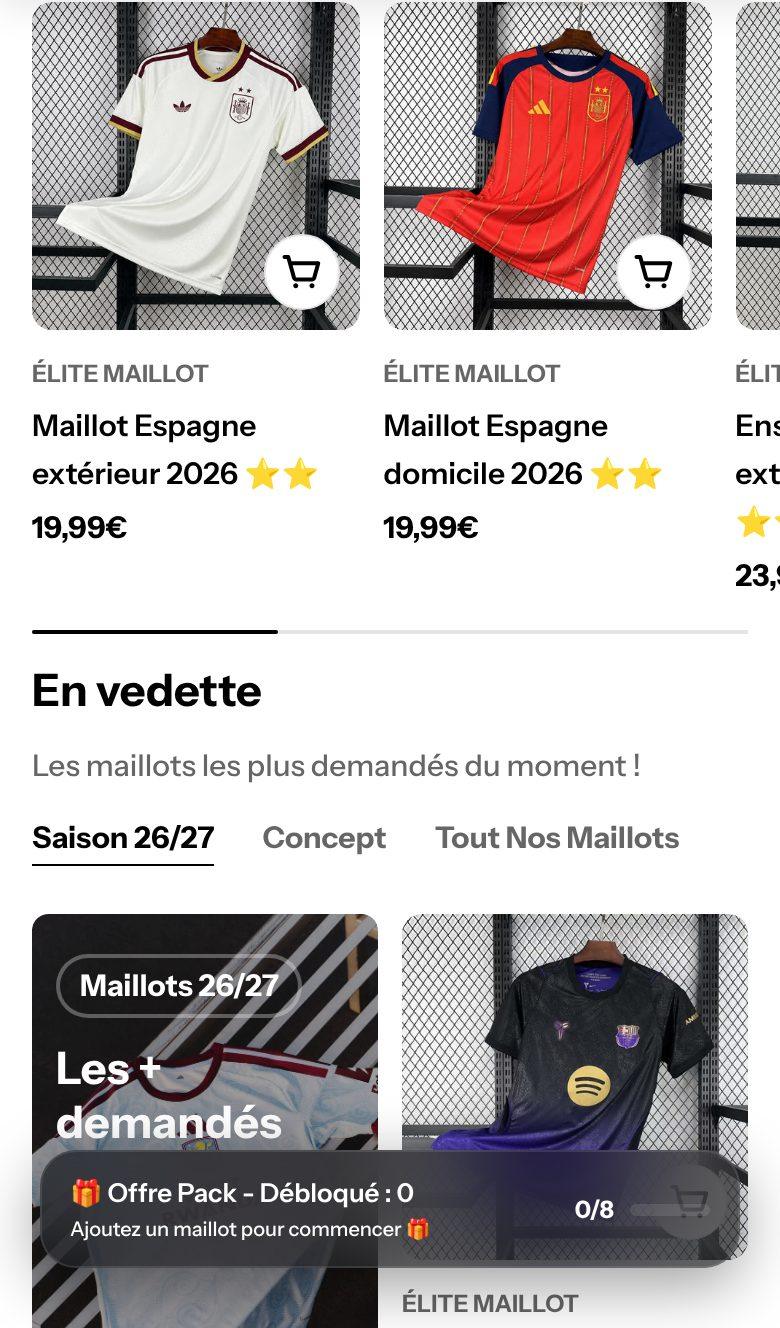 ÉLITE MAILLOT
Maillot Espagne
extérieur 2026 ⭐⭐
19,99€
ÉLITE MAILLOT
Maillot Espagne
domicile 2026 ⭐⭐
19,99€
En vedette
Les maillots les plus demandés du moment !
Saison 26/27
Concept
Tout Nos Maillots
Maillots 26/27
Les +
demandés
🎁 Offre Pack - Débloqué : 0
Ajoutez un maillot pour commencer 🎁
0/8
ÉLITE MAILLOT